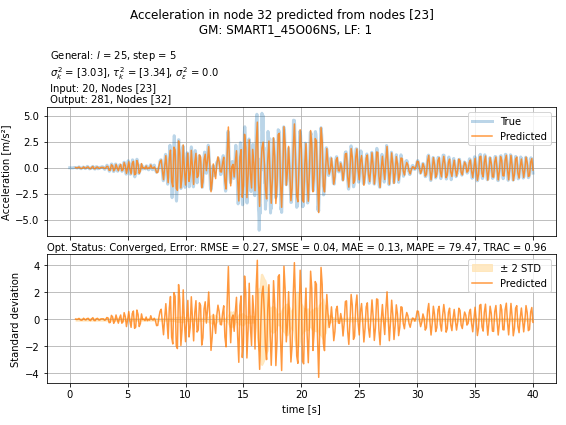 Acceleration in node 32 predicted from nodes [23]
GM: SMART1_45O06NS, LF: 1
General: l = 25, step = 5
σ²ₖ = [3.03], τ²ₖ = [3.34], σ²ε = 0.0
Input: 20, Nodes [23]
Output: 281, Nodes [32]
Acceleration [m/s²]
5.0
2.5
0.0
−2.5
−5.0
True
Predicted
Opt. Status: Converged, Error: RMSE = 0.27, SMSE = 0.04, MAE = 0.13, MAPE = 79.47, TRAC = 0.96
Standard deviation
4
2
0
−2
−4
± 2 STD
Predicted
0 5 10 15 20 25 30 35 40
time [s]